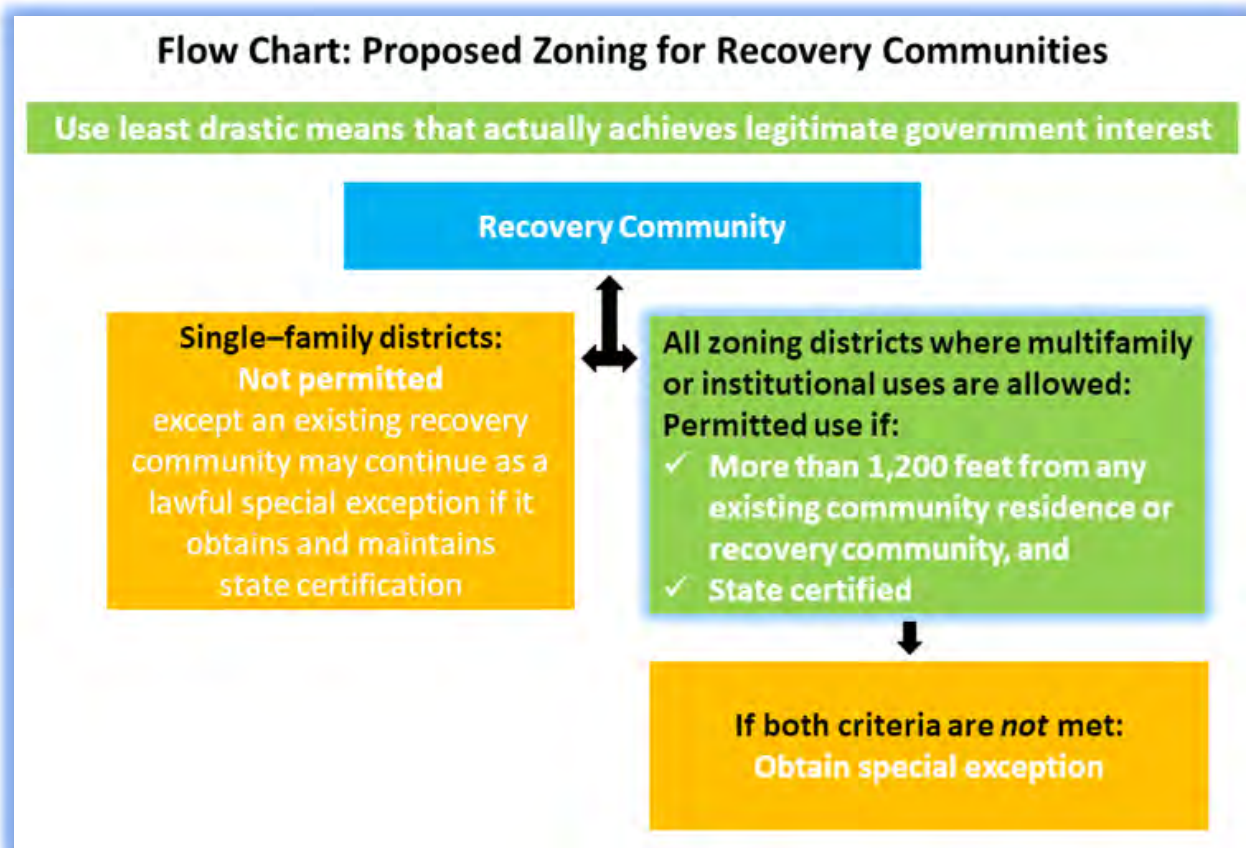 Flow Chart: Proposed Zoning for Recovery Communities
Use least drastic means that actually achieves legitimate government interest
Recovery Community
Single–family districts:
Not permitted
except an existing recovery
community may continue as a
lawful special exception if it
obtains and maintains
state certification
All zoning districts where multifamily
or institutional uses are allowed:
Permitted use if:
✓ More than 1,200 feet from any
existing community residence or
recovery community, and
✓ State certified
If both criteria are not met:
Obtain special exception